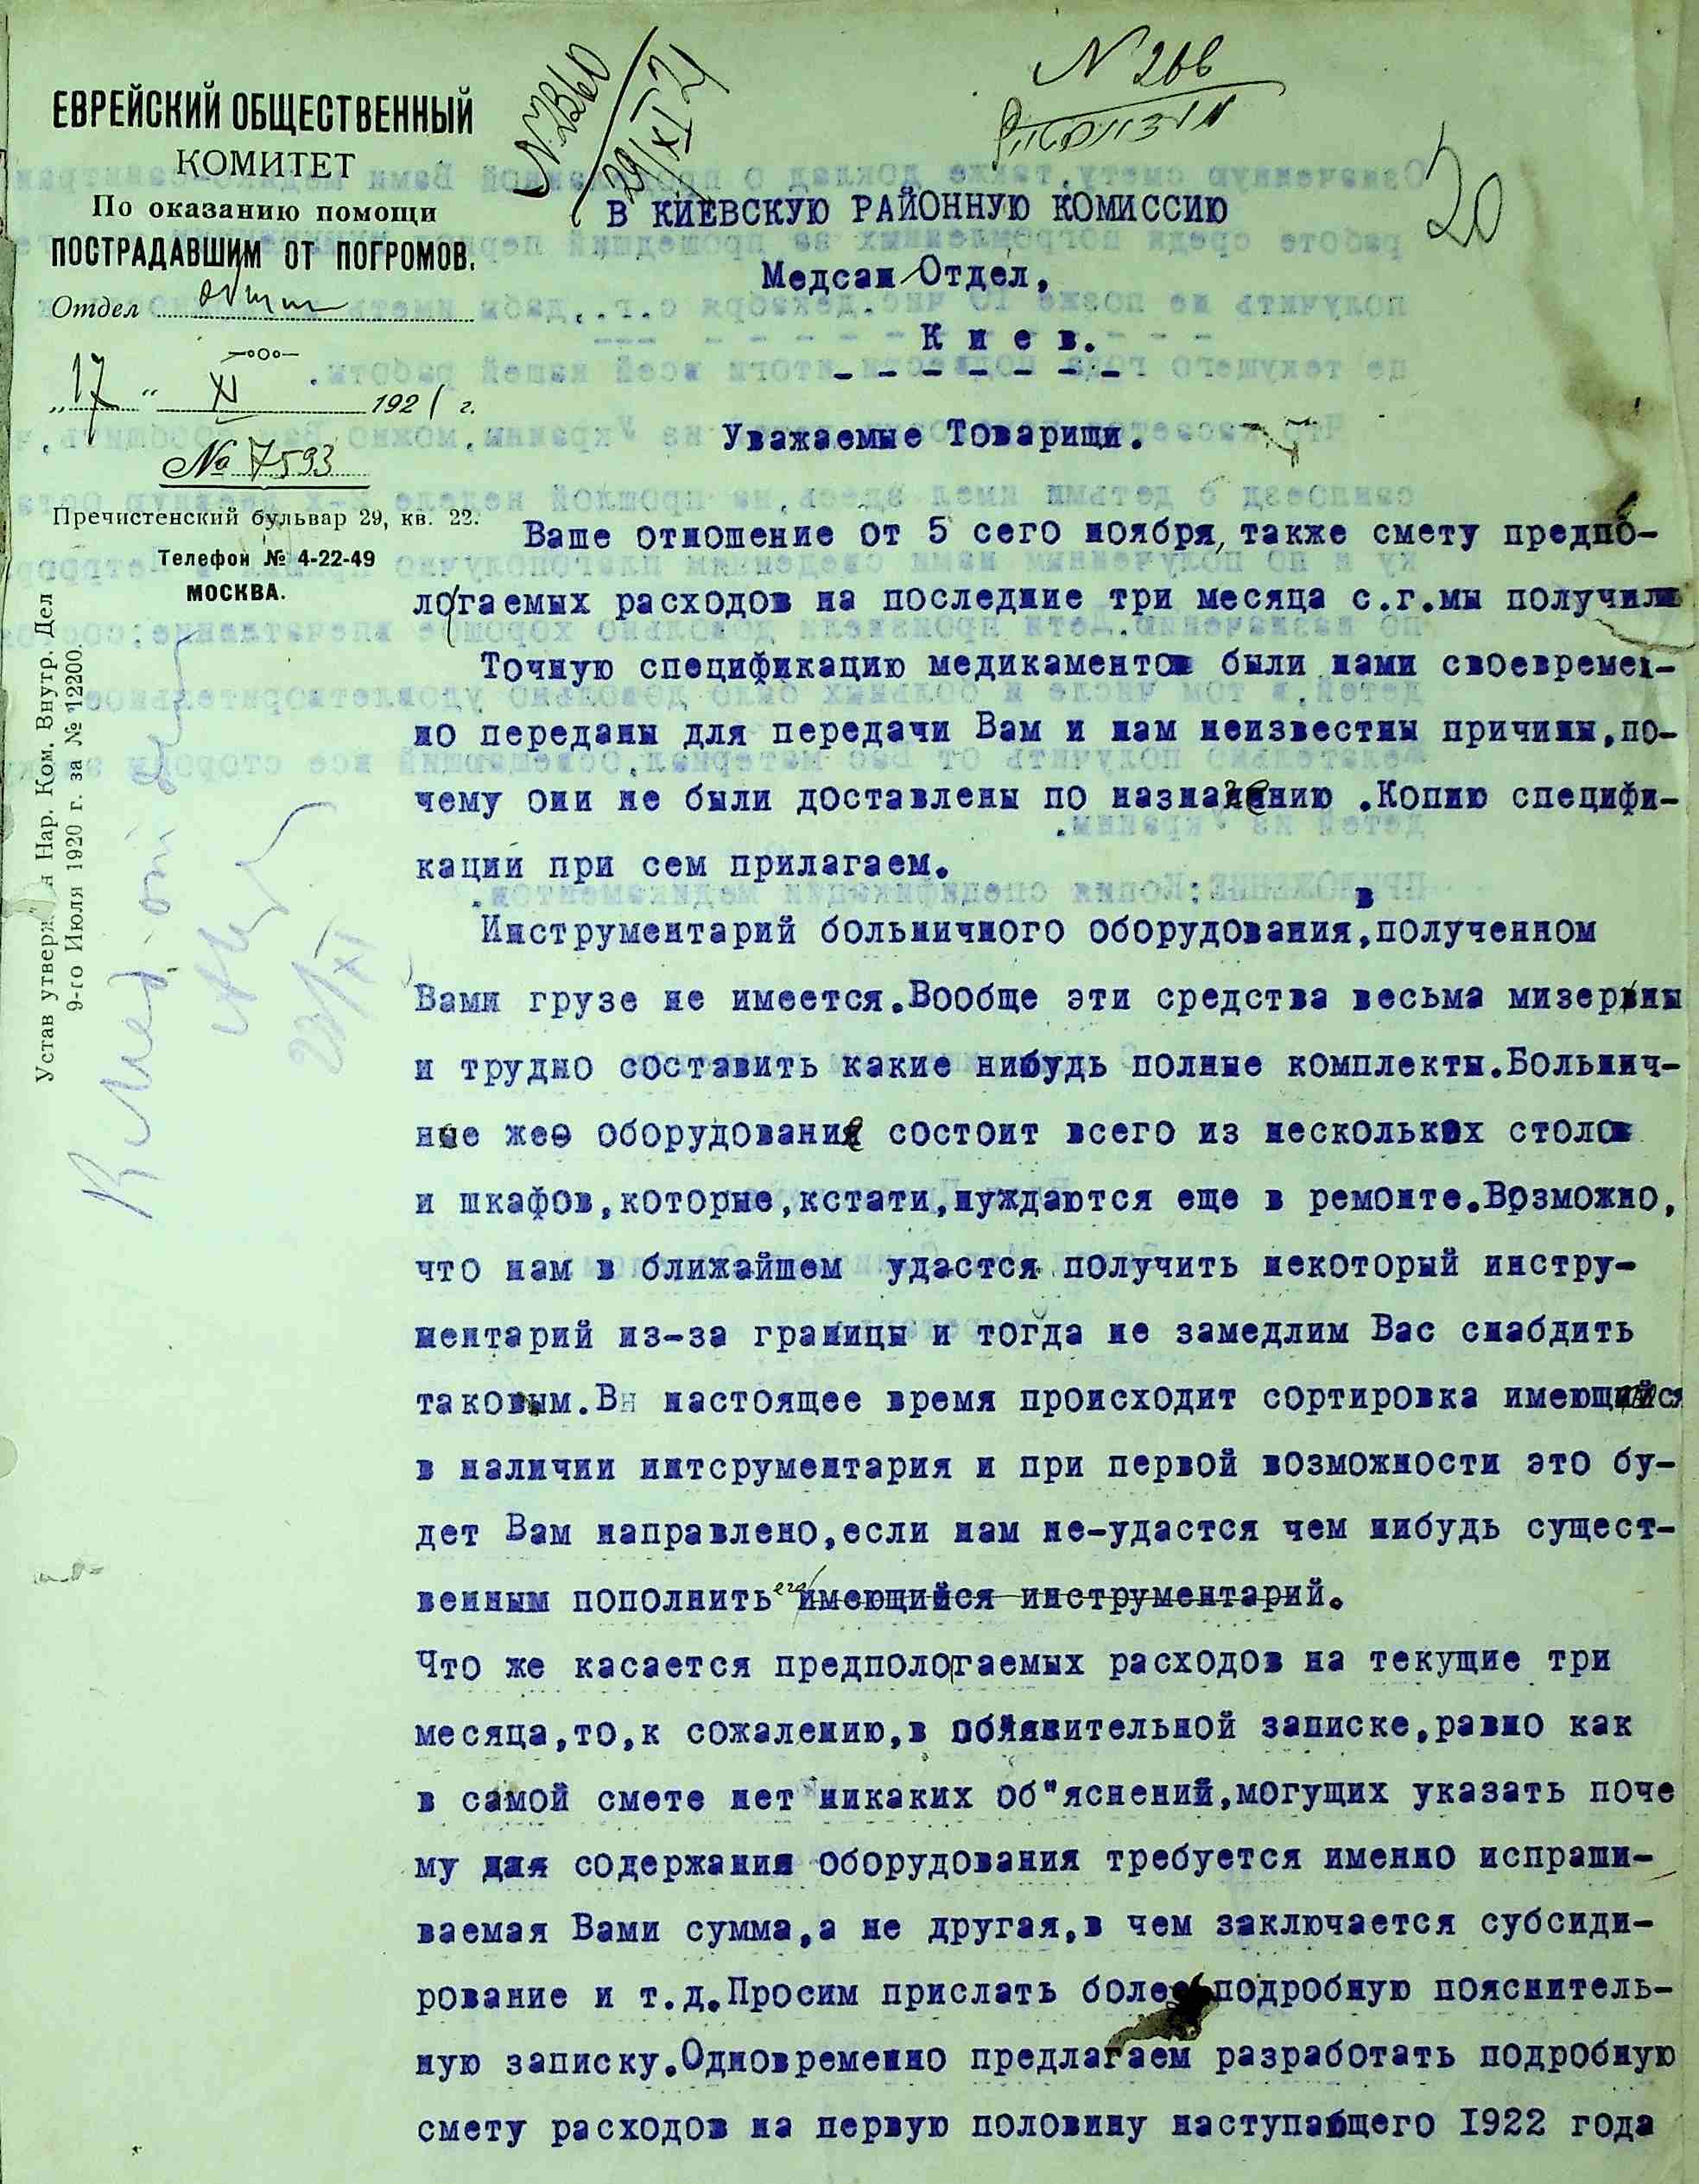 ЕВРЕЙСКИЙ ОБЩЕСТВЕННЫЙ
КОМИТЕТ
По оказанию помощи
ПОСТРАДАВШИМ ОТ ПОГРОМОВ.
Отдел
„17" XI 1921 г.
№ 7593
Пречистенский бульвар 29, кв. 22.
Телефон № 4-22-49
МОСКВА.
Устав утвержден Нар. Ком. Внутр. Дел
9-го Июля 1920 г. за № 12200.
29/XI 21
N 266
20
В КИЕВСКУЮ РАЙОННУЮ КОМИССИЮ
Медсан Отдел,
К и е в.
Уважаемые Товарищи.
Ваше отношение от 5 сего ноября, также смету предпо-
логаемых расходов на последние три месяца с.г.мы получили
Точную спецификацию медикаментов были нами своевремен-
но переданы для передачи Вам и нам неизвестны причины,по-
чему они не были доставлены по назначению .Копию специфи-
кации при сем прилагаем.
в
Инструментарий больничного оборудования,полученном
Вами грузе не имеется.Вообще эти средства весьма мизерны
и трудно составить какие нибудь полные комплекты.Больнич-
ные же оборудование состоит всего из нескольких столов
и шкафов,которые,кстати,нуждаются еще в ремонте.Возможно,
что нам в ближайшем удастся получить некоторый инстру-
ментарий из-за границы и тогда не замедлим Вас снабдить
таковым.В настоящее время происходит сортировка имеющийся
в наличии интсрументария и при первой возможности это бу-
дет Вам направлено,если нам не-удастся чем нибудь сущест-
венным пополнить его имеющийся инструментарий.
Что же касается предпологаемых расходов на текущие три
месяца,то,к сожалению,в объявительной записке,равно как
в самой смете нет никаких об"яснений,могущих указать поче
му для содержания оборудования требуется именно испраши-
ваемая Вами сумма,а не другая,в чем заключается субсиди-
рование и т.д.Просим прислать более подробную пояснитель-
ную записку.Одновременно предлагаем разработать подробную
смету расходов на первую половину наступающего 1922 года